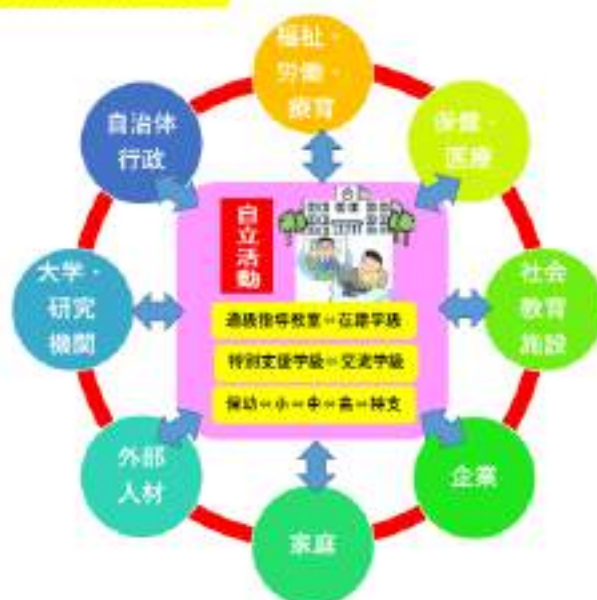 福祉・
労働・
療育
保健・
医療
自治体
行政
自立活動
大学・
研究
機関
社会
教育
施設
通級指導教室⇔在籍学級
特別支援学級⇔交流学級
保幼⇔小⇔中⇔高⇔特支
外部
人材
企業
家庭